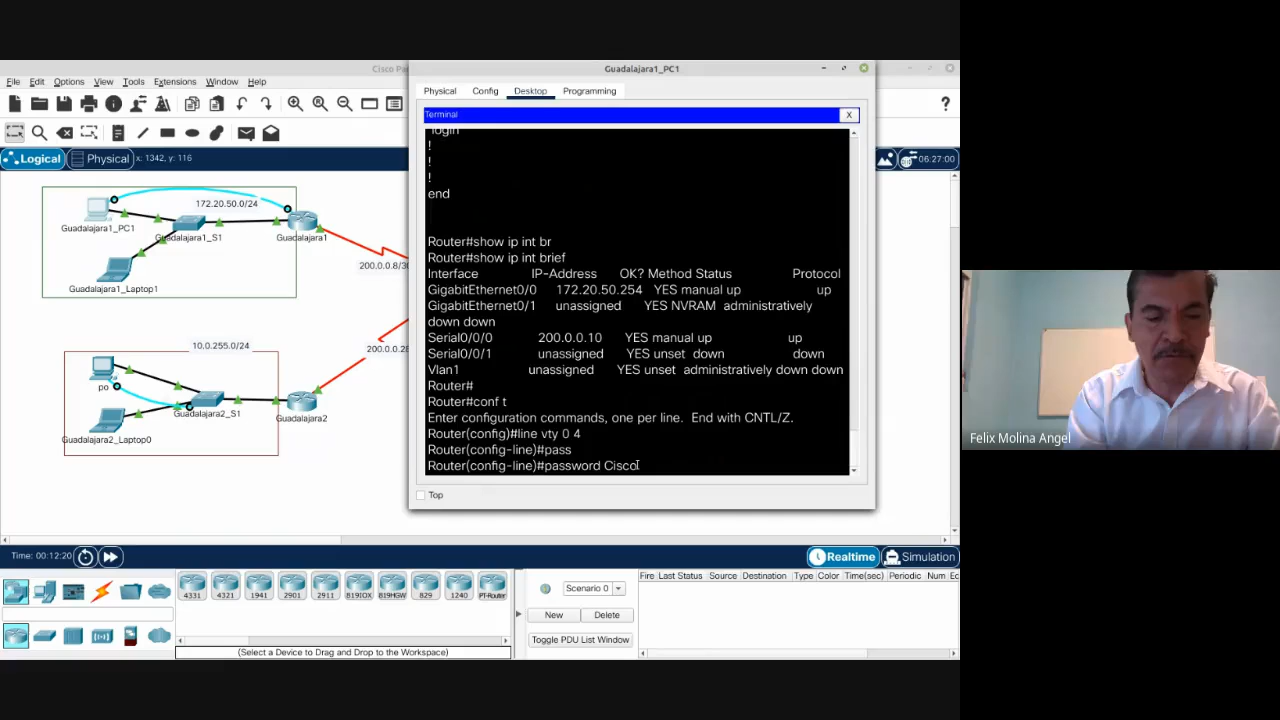 Cisco Pa
File Edit Options View Tools Extensions Window Help
?
Logical Physical x: 1342, y: 116
06:27:00
172.20.50.0/24
Guadalajara1_PC1
Guadalajara1_S1
Guadalajara1
Guadalajara1_Laptop1
200.0.0.8/30
10.0.255.0/24
200.0.0.25
po
Guadalajara2_S1
Guadalajara2
Guadalajara2_Laptop0
Guadalajara1_PC1
Physical Config Desktop Programming
Terminal
X
login
!
!
!
end
Router#show ip int br
Router#show ip int brief
Interface IP-Address OK? Method Status Protocol
GigabitEthernet0/0 172.20.50.254 YES manual up up
GigabitEthernet0/1 unassigned YES NVRAM administratively
down down
Serial0/0/0 200.0.0.10 YES manual up up
Serial0/0/1 unassigned YES unset down down
Vlan1 unassigned YES unset administratively down down
Router#
Router#conf t
Enter configuration commands, one per line. End with CNTL/Z.
Router(config)#line vty 0 4
Router(config-line)#pass
Router(config-line)#password Cisco
Top
Felix Molina Angel
Time: 00:12:20
Realtime Simulation
4331 4321 1941 2901 2911 819IOX 819HGW 829 1240 PT-Router
(Select a Device to Drag and Drop to the Workspace)
Scenario 0
New Delete
Toggle PDU List Window
Fire Last Status Source Destination Type Color Time(sec) Periodic Num Ec